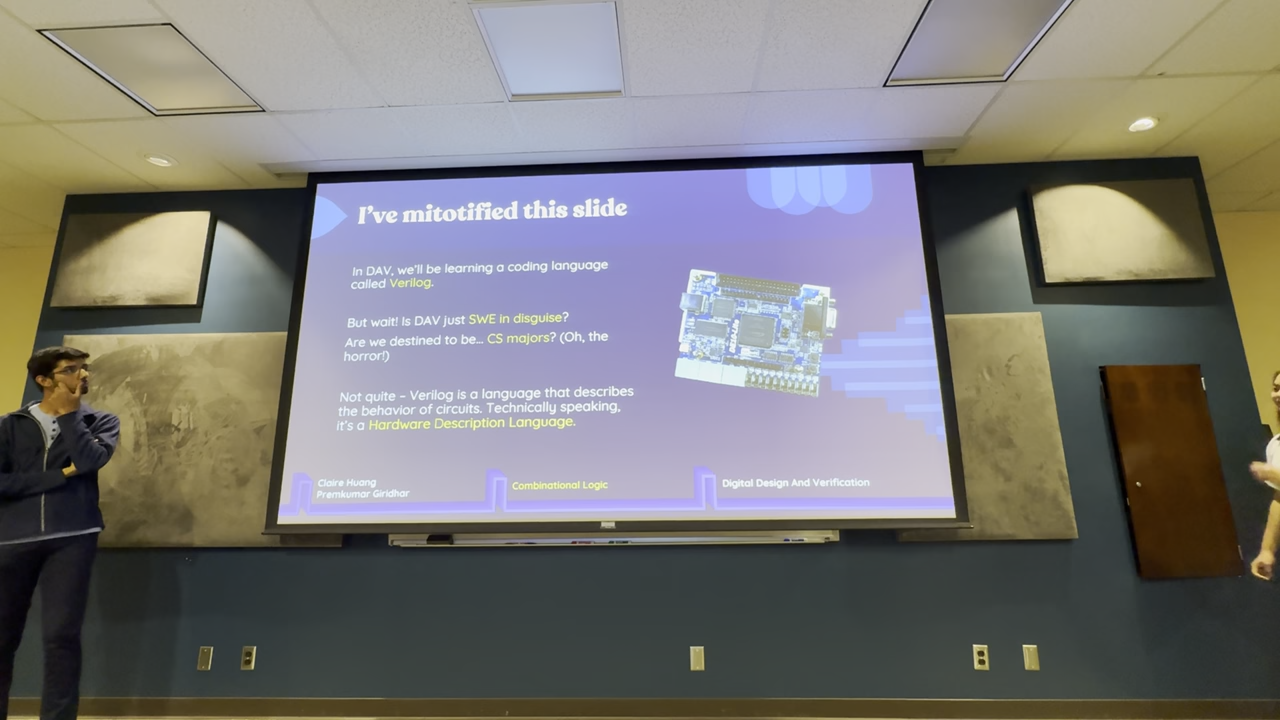 I've mitotified this slide
In DAV, we'll be learning a coding language
called Verilog.
But wait! Is DAV just SWE in disguise?
Are we destined to be... CS majors? (Oh, the
horror!)
Not quite – Verilog is a language that describes
the behavior of circuits. Technically speaking,
it's a Hardware Description Language.
Claire Huang
Premkumar Giridhar
Combinational Logic
Digital Design And Verification